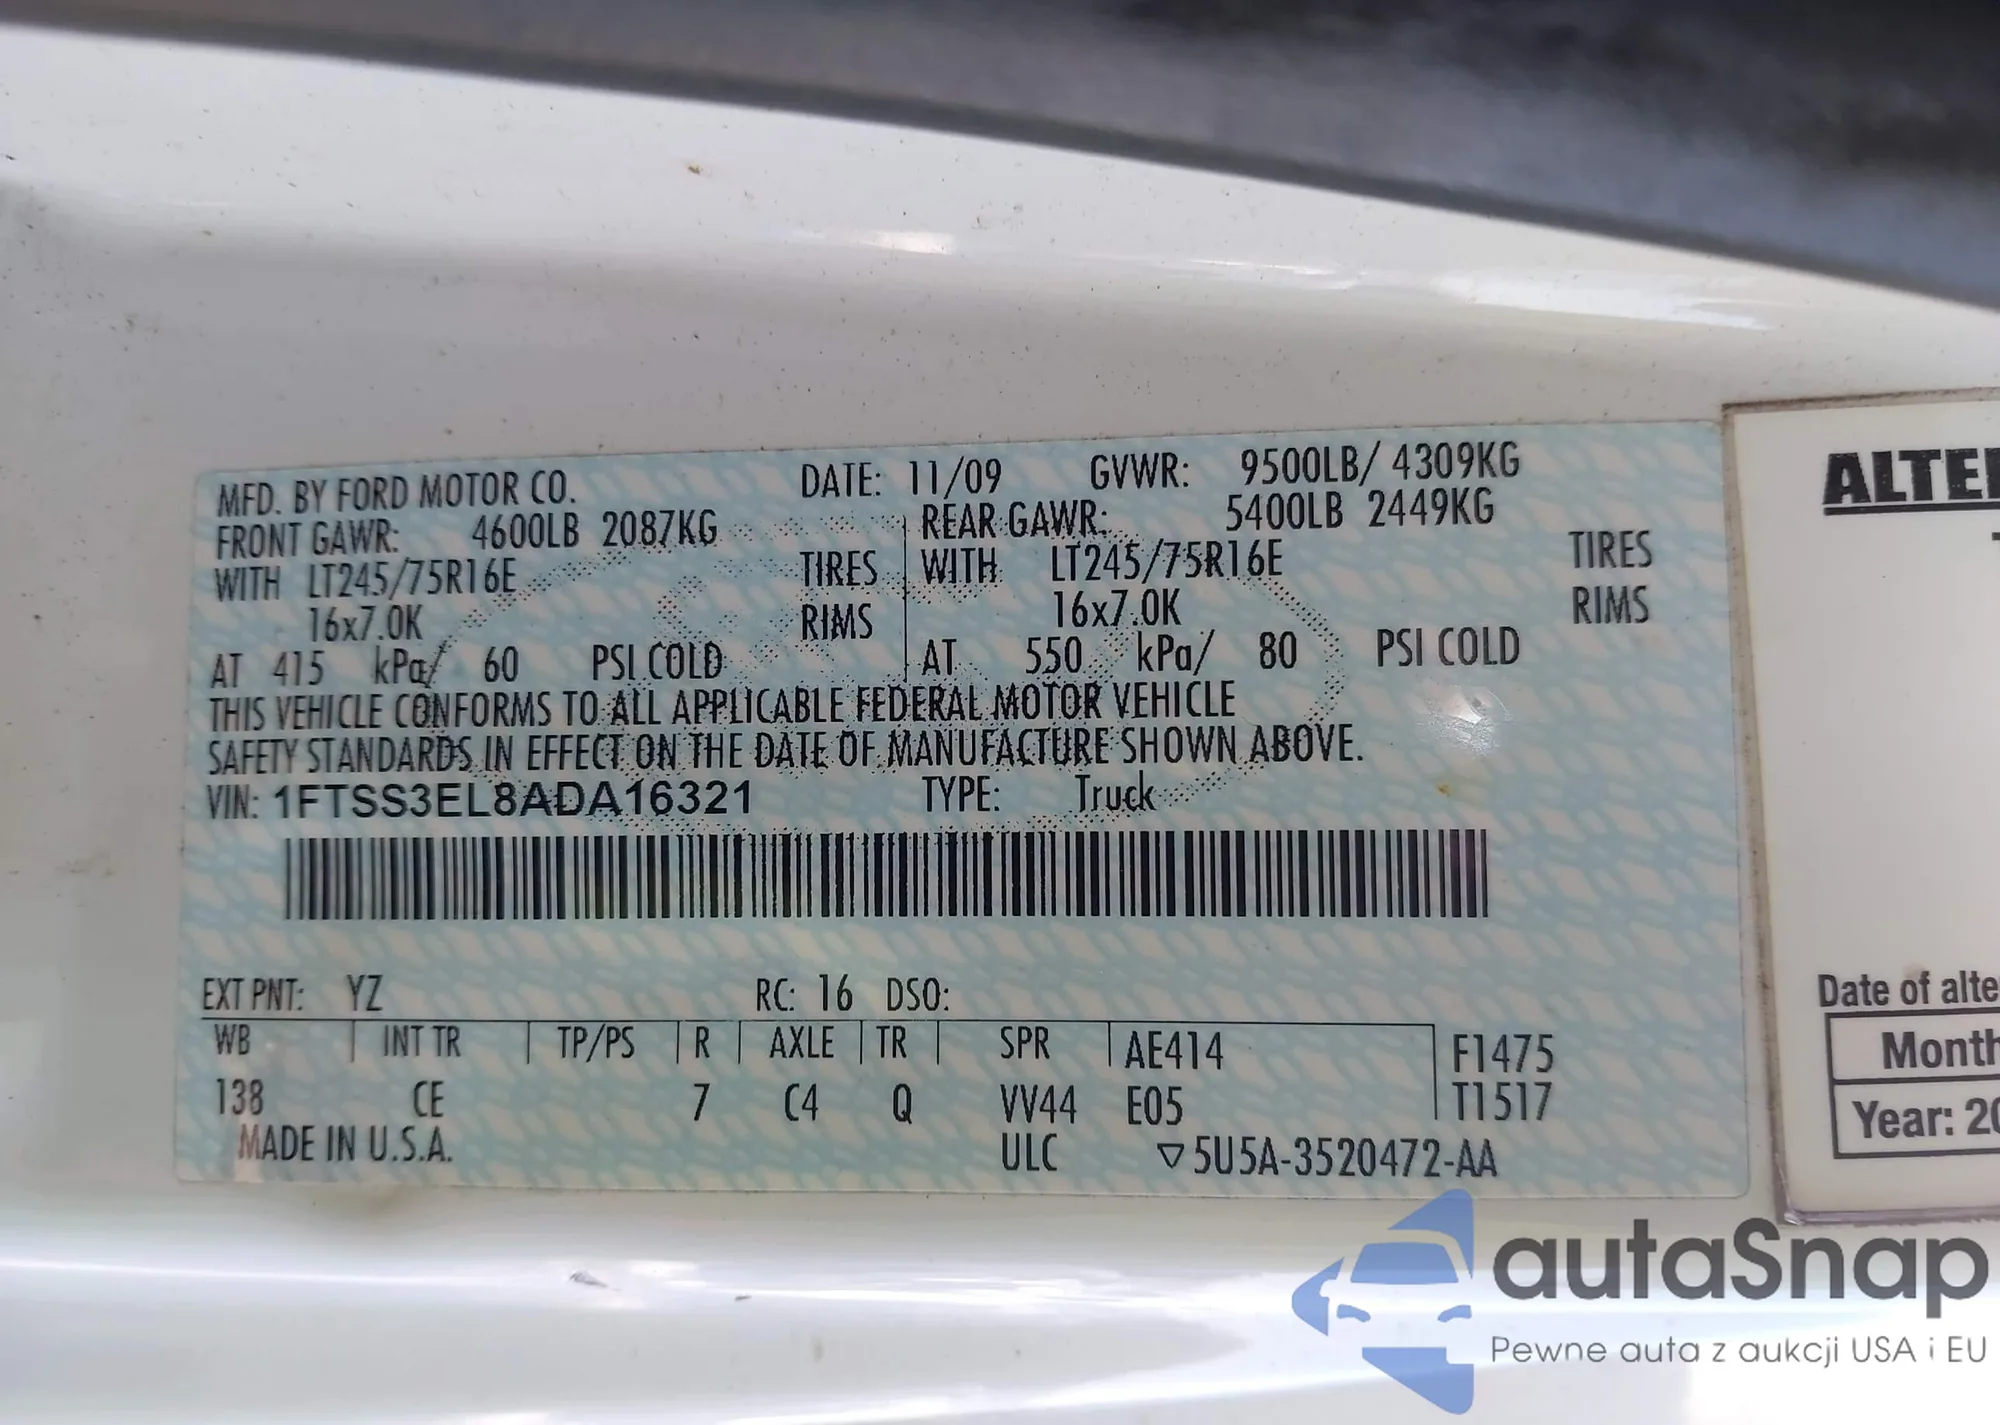 MFD. BY FORD MOTOR CO. DATE: 11/09 GVWR: 9500LB/ 4309KG
FRONT GAWR: 4600LB 2087KG REAR GAWR: 5400LB 2449KG
WITH LT245/75R16E TIRES WITH LT245/75R16E TIRES
16x7.0K RIMS 16x7.0K RIMS
AT 415 kPa/ 60 PSI COLD AT 550 kPa/ 80 PSI COLD
THIS VEHICLE CONFORMS TO ALL APPLICABLE FEDERAL MOTOR VEHICLE
SAFETY STANDARDS IN EFFECT ON THE DATE OF MANUFACTURE SHOWN ABOVE.
VIN: 1FTSS3EL8ADA16321 TYPE: Truck
EXT PNT: YZ RC: 16 DSO:
WB INT TR TP/PS R AXLE TR SPR AE414 F1475
138 CE 7 C4 Q VV44 E05 T1517
MADE IN U.S.A. ULC ▽5U5A-3520472-AA
Date of
Month
Year:
autaSnap
Pewne auta z aukcji USA i EU